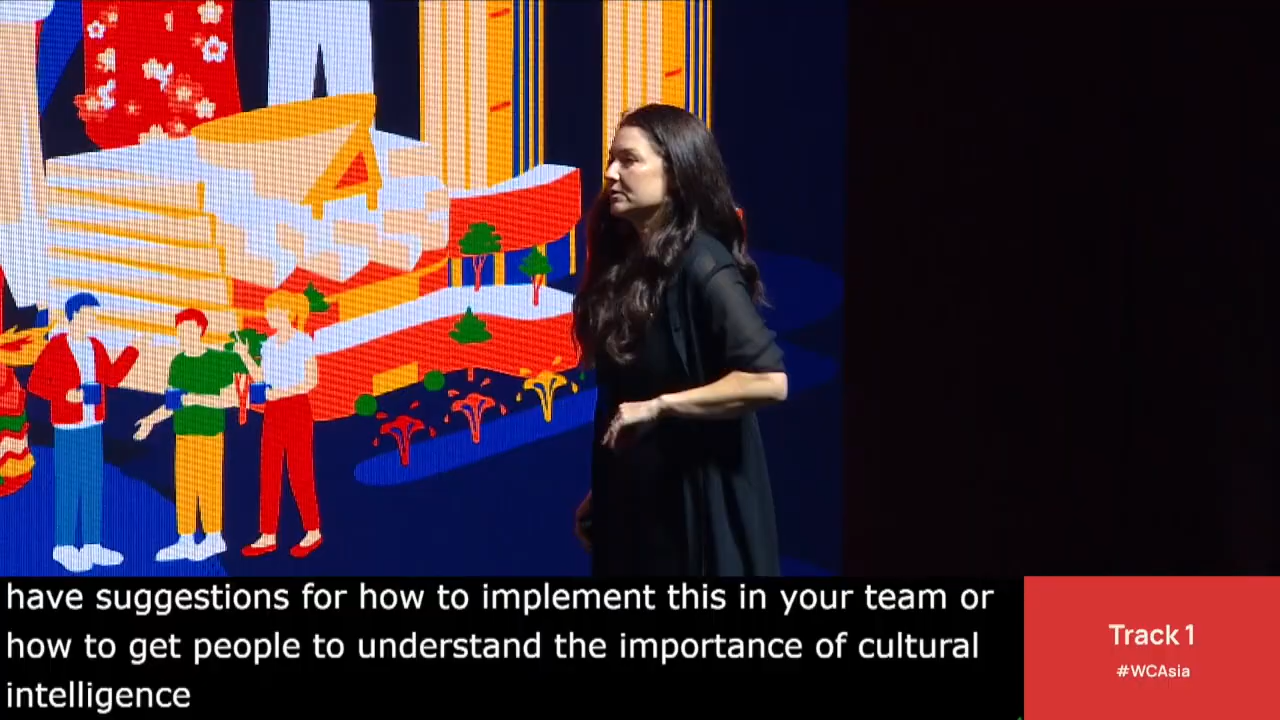 have suggestions for how to implement this in your team or
how to get people to understand the importance of cultural
intelligence
Track 1
#WCAsia